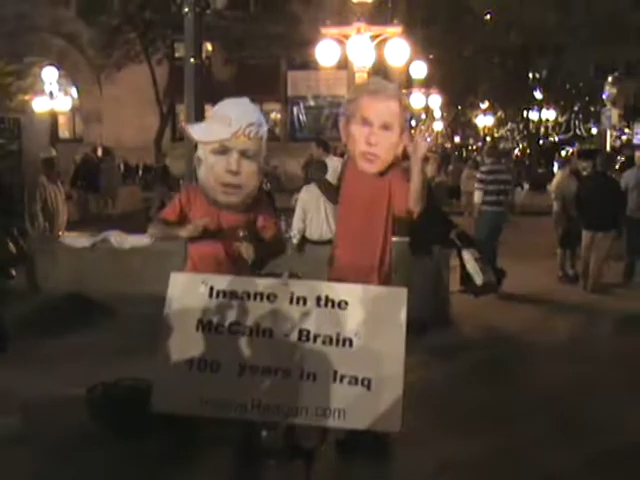 "Insane in the
McCain - Brain"
100 years in Iraq